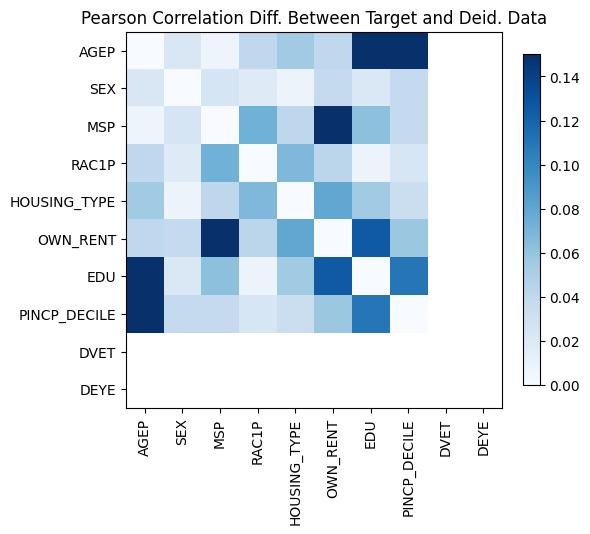 Pearson Correlation Diff. Between Target and Deid. Data
AGEP
SEX
MSP
RAC1P
HOUSING_TYPE
OWN_RENT
EDU
PINCP_DECILE
DVET
DEYE
AGEP
SEX
MSP
RAC1P
HOUSING_TYPE
OWN_RENT
EDU
PINCP_DECILE
DVET
DEYE
0.14
0.12
0.10
0.08
0.06
0.04
0.02
0.00